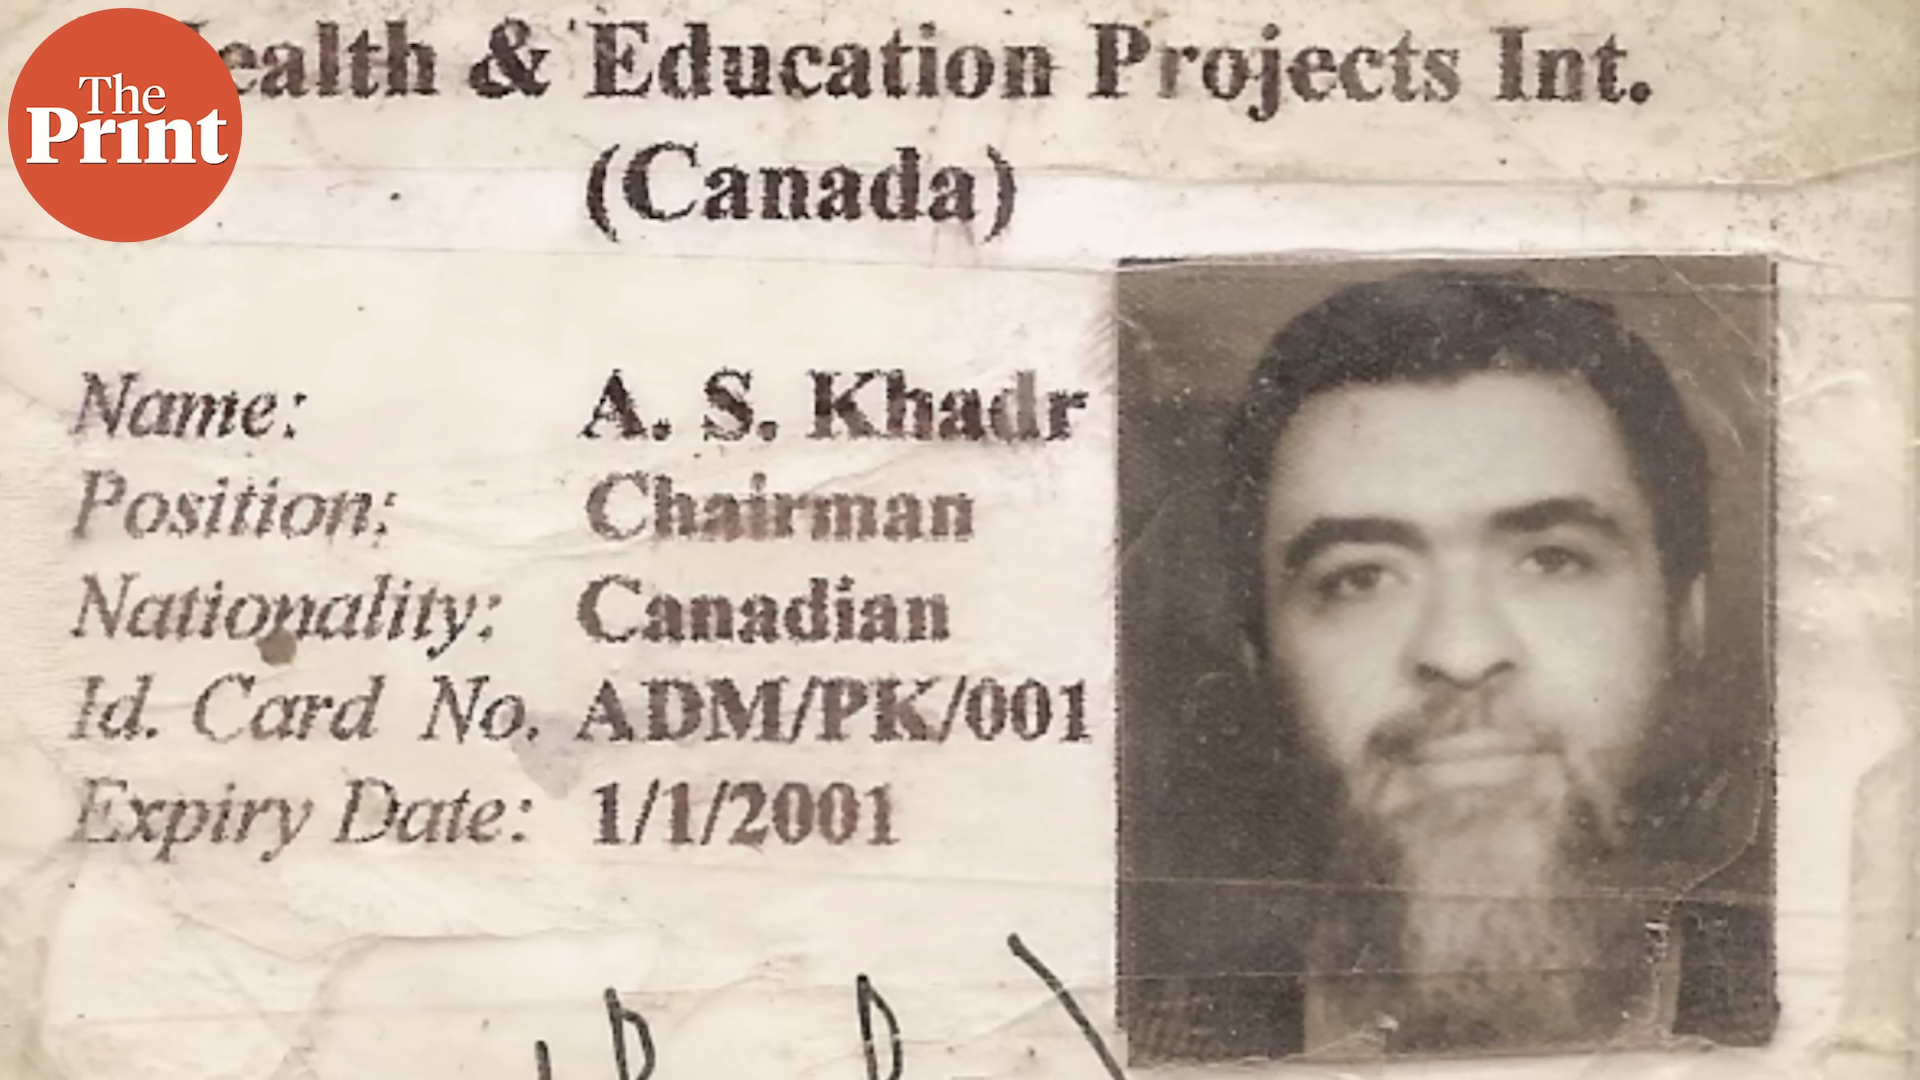 The
Print
ealth & Education Projects Int.
(Canada)
Name: A. S. Khadr
Position: Chairman
Nationality: Canadian
Id. Card No. ADM/PK/001
Expiry Date: 1/1/2001